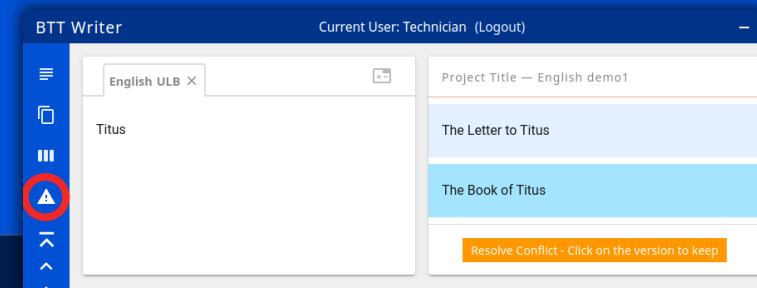 BTT Writer
Current User: Technician (Logout)
English ULB
Project Title — English demo1
Titus
The Letter to Titus
The Book of Titus
Resolve Conflict - Click on the version to keep